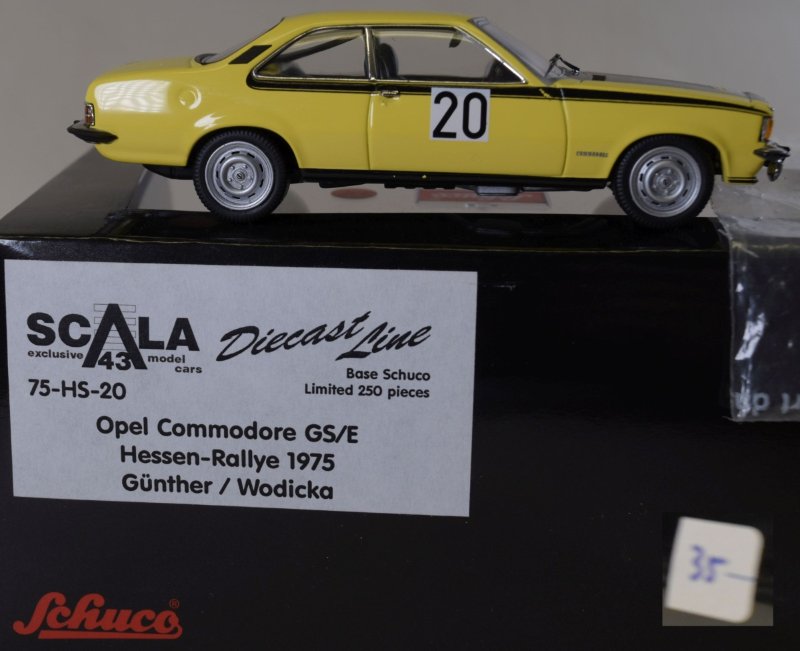 20
SCALA
43
exclusive model
cars
Diecast Line
Base Schuco
75-HS-20
Limited 250 pieces
Opel Commodore GS/E
Hessen-Rallye 1975
Günther / Wodicka
Schuco®
35-